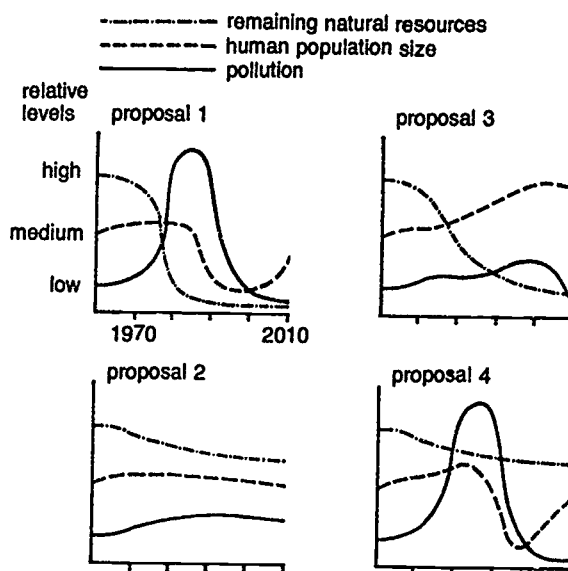 remaining natural resources
human population size
pollution
relative
levels
proposal 1
proposal 3
high
medium
low
1970
2010
proposal 2
proposal 4